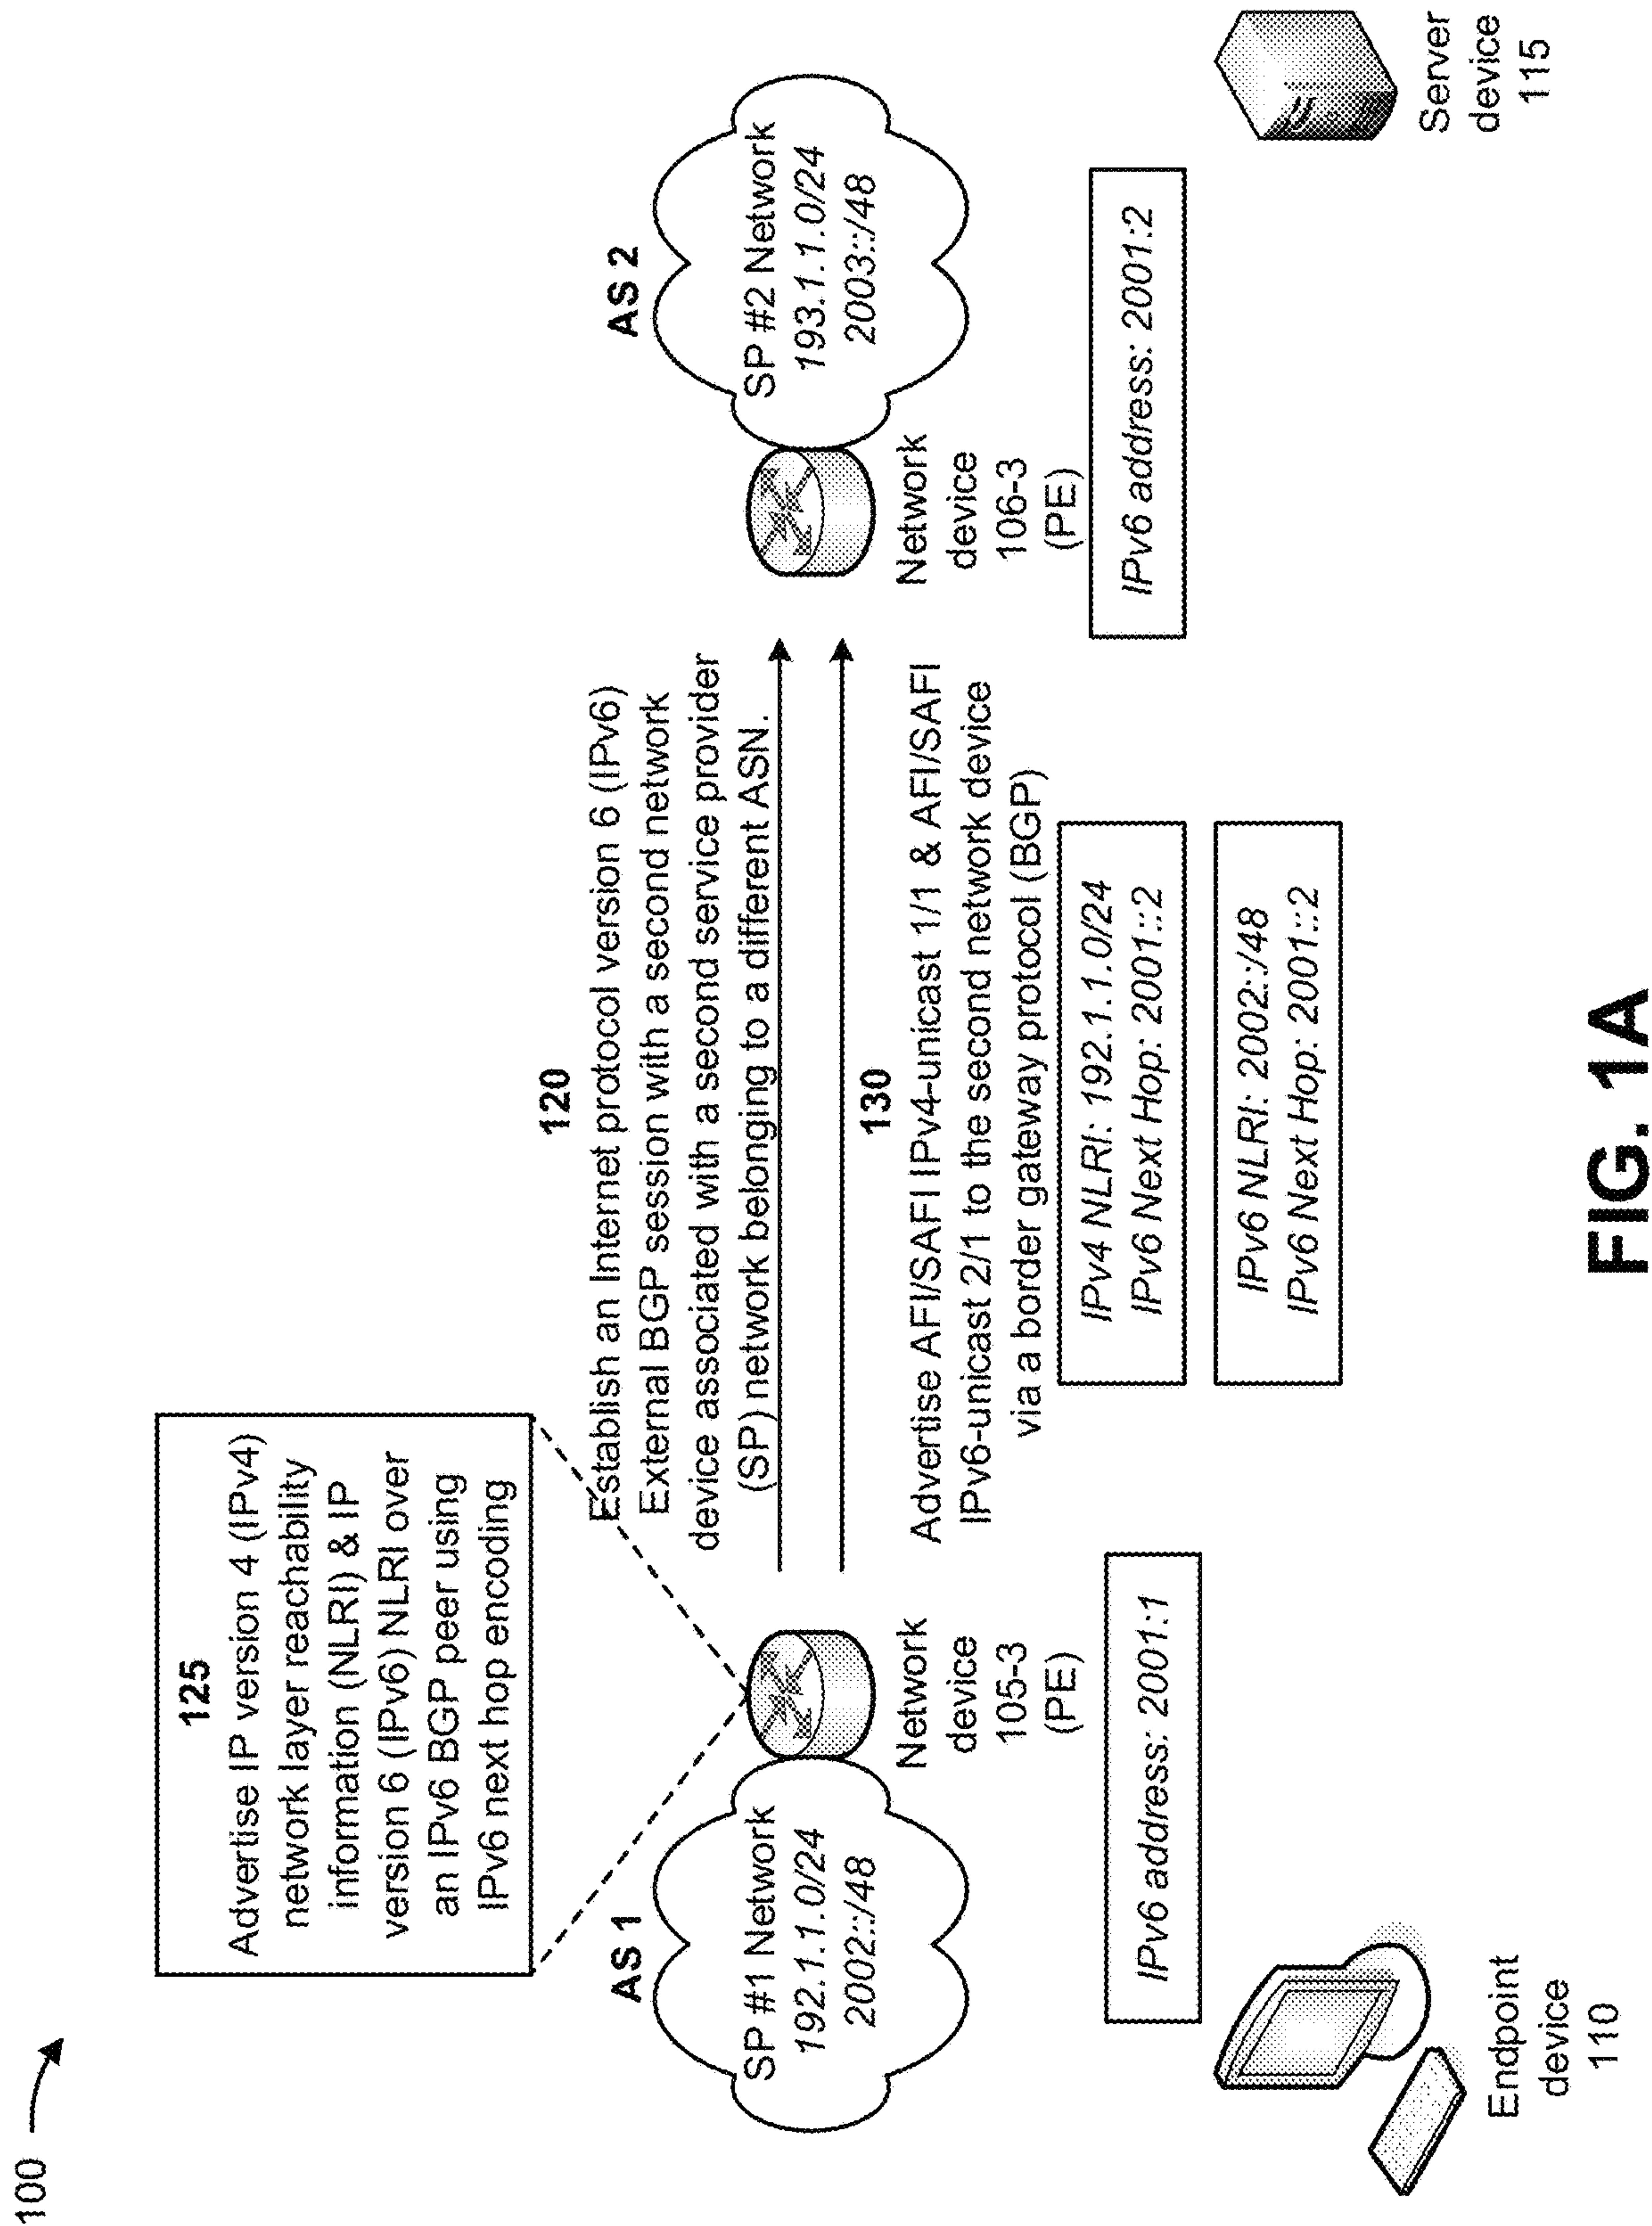 100
125
Advertise IP version 4 (IPv4)
network layer reachability
information (NLRI) & IP
version 6 (IPv6) NLRI over
an IPv6 BGP peer using
IPv6 next hop encoding
120
Establish an Internet protocol version 6 (IPv6)
External BGP session with a second network
device associated with a second service provider
(SP) network belonging to a different ASN.
AS 1
SP #1 Network
192.1.1.0/24
2002::/48
AS 2
SP #2 Network
193.1.1.0/24
2003::/48
130
Advertise AFI/SAFI IPv4-unicast 1/1 & AFI/SAFI
IPv6-unicast 2/1 to the second network device
via a border gateway protocol (BGP)
Network
device
105-3
(PE)
Network
device
106-3
(PE)
IPv6 address: 2001:1
IPv4 NLRI: 192.1.1.0/24
IPv6 Next Hop: 2001::2
IPv6 NLRI: 2002::/48
IPv6 Next Hop: 2001::2
IPv6 address: 2001:2
Endpoint
device
110
Server
device
115
FIG. 1A